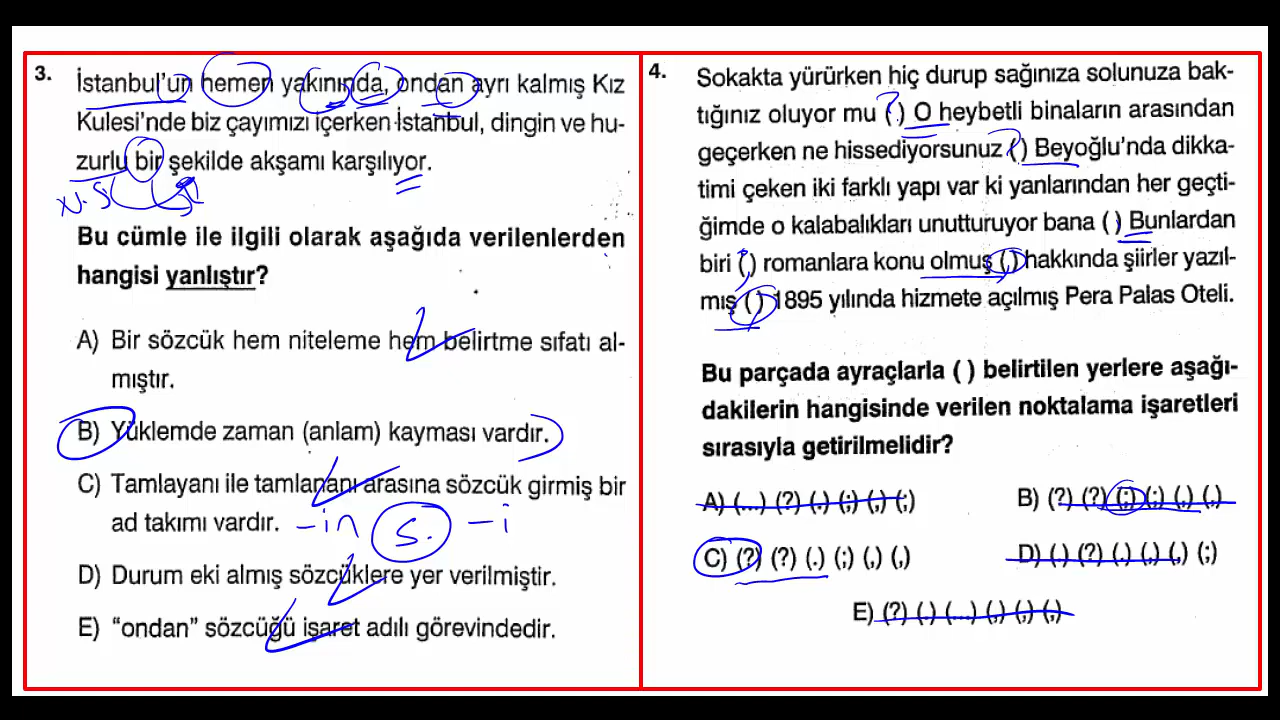 3. İstanbul'un hemen yakınında, ondan ayrı kalmış Kız
Kulesi'nde biz çayımızı içerken İstanbul, dingin ve hu-
zurlu bir şekilde akşamı karşılıyor.
N.S
Bu cümle ile ilgili olarak aşağıda verilenlerden
hangisi yanlıştır?
A) Bir sözcük hem niteleme hem belirtme sıfatı al-
mıştır.
B) Yüklemde zaman (anlam) kayması vardır.
C) Tamlayanı ile tamlananı arasına sözcük girmiş bir
ad takımı vardır. -in S. -i
D) Durum eki almış sözcüklere yer verilmiştir.
E) "ondan" sözcüğü işaret adılı görevindedir.
4. Sokakta yürürken hiç durup sağınıza solunuza bak-
tığınız oluyor mu (?) O heybetli binaların arasından
geçerken ne hissediyorsunuz (?) Beyoğlu'nda dikka-
timi çeken iki farklı yapı var ki yanlarından her geçti-
ğimde o kalabalıkları unutturuyor bana ( ) Bunlardan
biri (;) romanlara konu olmuş (,) hakkında şiirler yazıl-
mış ( ) 1895 yılında hizmete açılmış Pera Palas Oteli.
Bu parçada ayraçlarla ( ) belirtilen yerlere aşağı-
dakilerin hangisinde verilen noktalama işaretleri
sırasıyla getirilmelidir?
A) (...) (?) (.) (;) (,) (;) B) (?) (?) (;) (;) (,) (,)
C) (?) (?) (.) (;) (,) (,) D) (.) (?) (.) (,) (,) (;)
E) (?) (.) (...) (,) (;) (,)